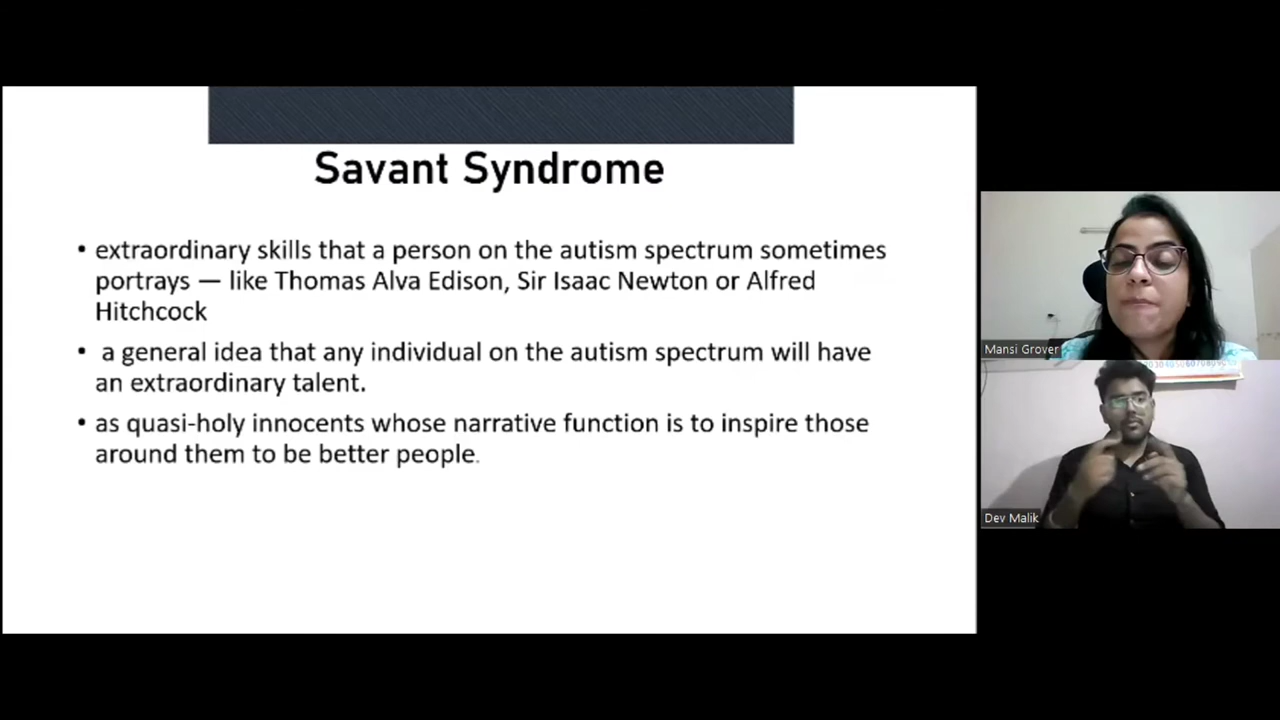 Savant Syndrome
• extraordinary skills that a person on the autism spectrum sometimes
portrays — like Thomas Alva Edison, Sir Isaac Newton or Alfred
Hitchcock
• a general idea that any individual on the autism spectrum will have
an extraordinary talent.
• as quasi-holy innocents whose narrative function is to inspire those
around them to be better people.
Mansi Grover
Dev Malik